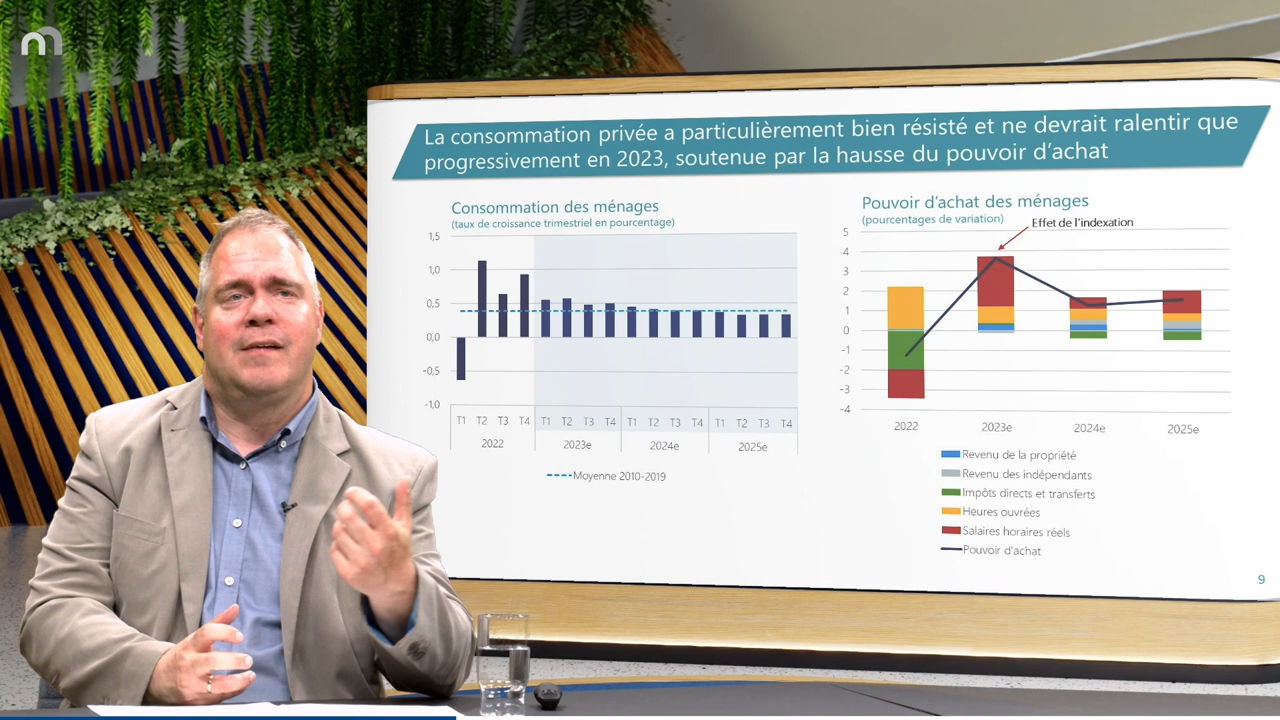 La consommation privée a particulièrement bien résisté et ne devrait ralentir que
progressivement en 2023, soutenue par la hausse du pouvoir d'achat
Consommation des ménages
(taux de croissance trimestriel en pourcentage)
1,5
1,0
0,5
0,0
-0,5
-1,0
T1 T2 T3 T4 T1 T2 T3 T4 T1 T2 T3 T4 T1 T2 T3 T4
2022 2023e 2024e 2025e
Moyenne 2010-2019
Pouvoir d'achat des ménages
(pourcentages de variation)
Effet de l'indexation
5
4
3
2
1
0
-1
-2
-3
-4
2022 2023e 2024e 2025e
Revenu de la propriété
Revenu des indépendants
Impôts directs et transferts
Heures ouvrées
Salaires horaires réels
Pouvoir d'achat
9